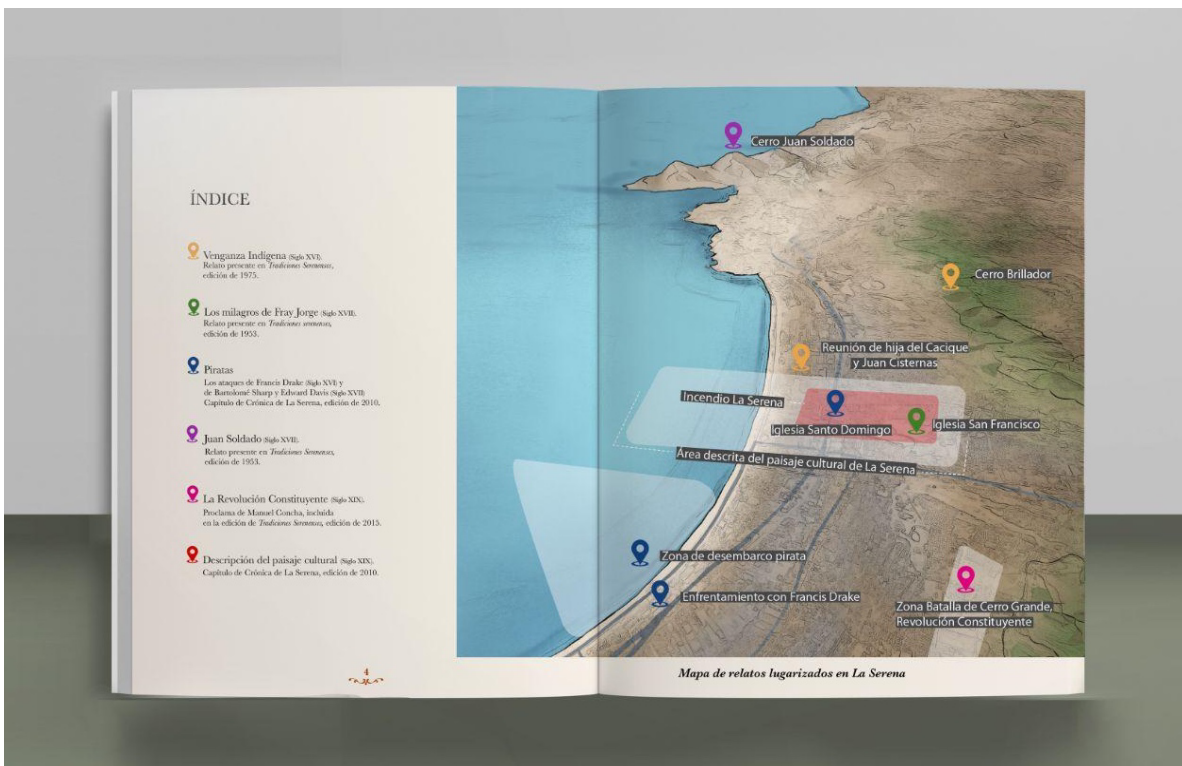 ÍNDICE
Venganza Indígena (Siglo XVI).
Relato presente en Tradiciones Serenenses,
edición de 1975.
Los milagros de Fray Jorge (Siglo XVII).
Relato presente en Tradiciones serenenses,
edición de 1953.
Piratas
Los ataques de Francis Drake (Siglo XVI) y
de Bartolomé Sharp y Edward Davis (Siglo XVII)
Capítulo de Crónica de La Serena, edición de 2010.
Juan Soldado (Siglo XVII).
Relato presente en Tradiciones Serenenses,
edición de 1953.
La Revolución Constituyente (Siglo XIX).
Proclama de Manuel Concha, incluida
en la edición de Tradiciones Serenenses, edición de 2015.
Descripción del paisaje cultural (Siglo XIX).
Capítulo de Crónica de La Serena, edición de 2010.
4
Cerro Juan Soldado
Cerro Brillador
Reunión de hija del Cacique
y Juan Cisternas
Incendio La Serena
Iglesia Santo Domingo
Iglesia San Francisco
Área descrita del paisaje cultural de La Serena
Zona de desembarco pirata
Enfrentamiento con Francis Drake
Zona Batalla de Cerro Grande,
Revolución Constituyente
Mapa de relatos lugarizados en La Serena